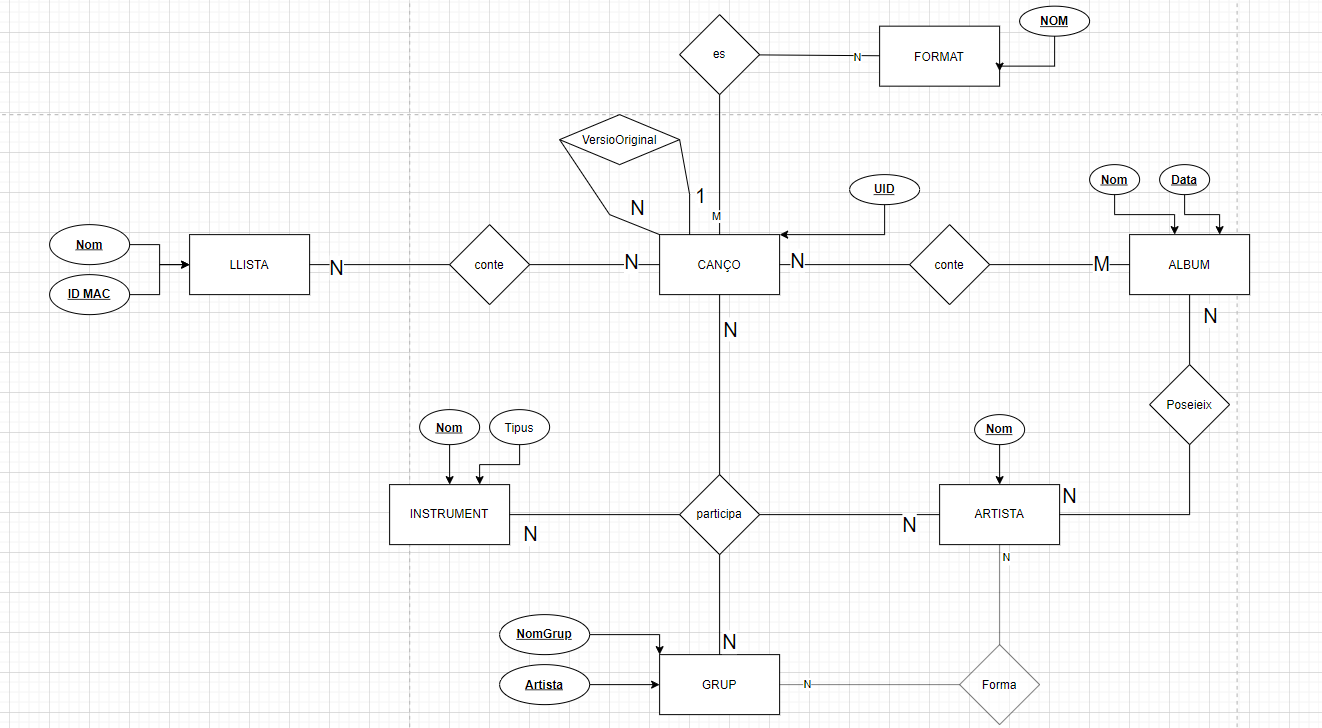 NOM
es
N
FORMAT
VersioOriginal
Nom
Data
UID
1
N
M
Nom
ID MAC
LLISTA
N
conte
N
CANÇO
N
conte
M
ALBUM
N
N
Poseieix
Nom
Tipus
Nom
INSTRUMENT
N
participa
N
ARTISTA
N
N
NomGrup
N
Artista
GRUP
N
Forma